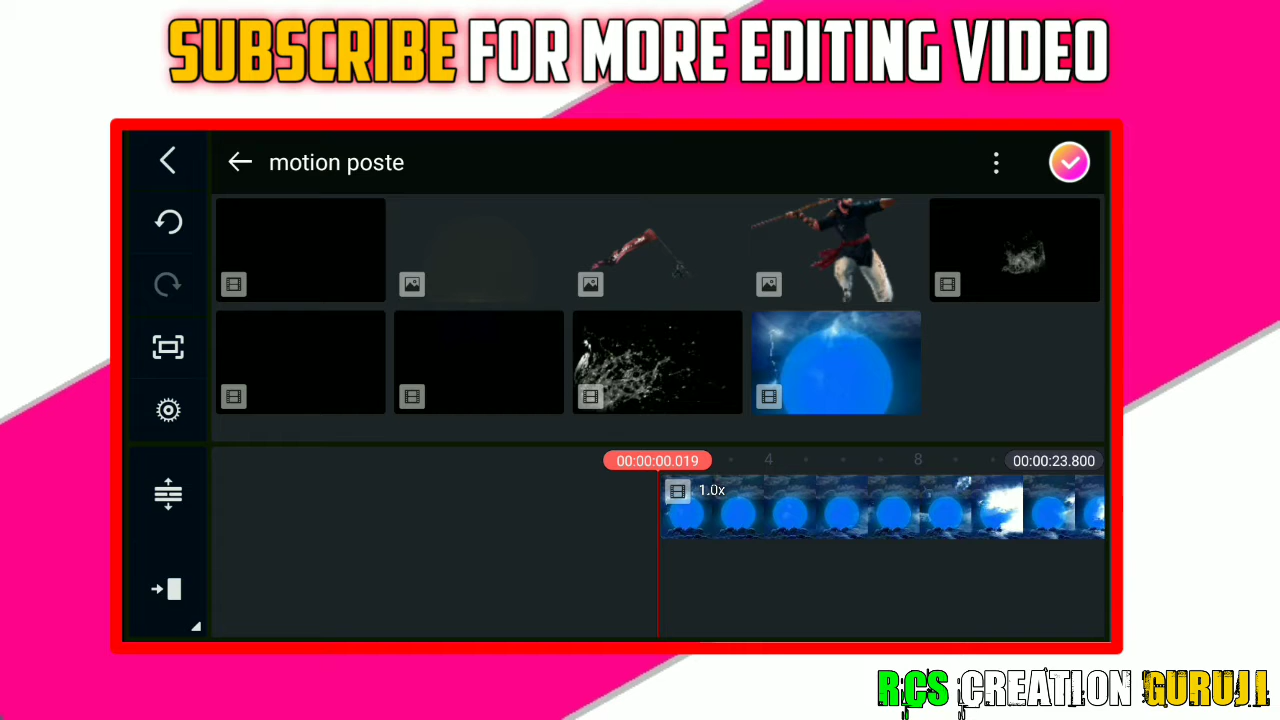 SUBSCRIBE FOR MORE EDITING VIDEO
motion poste
00:00:00.019 4 8 00:00:23.800
1.0x
RCS CREATION GURUJI